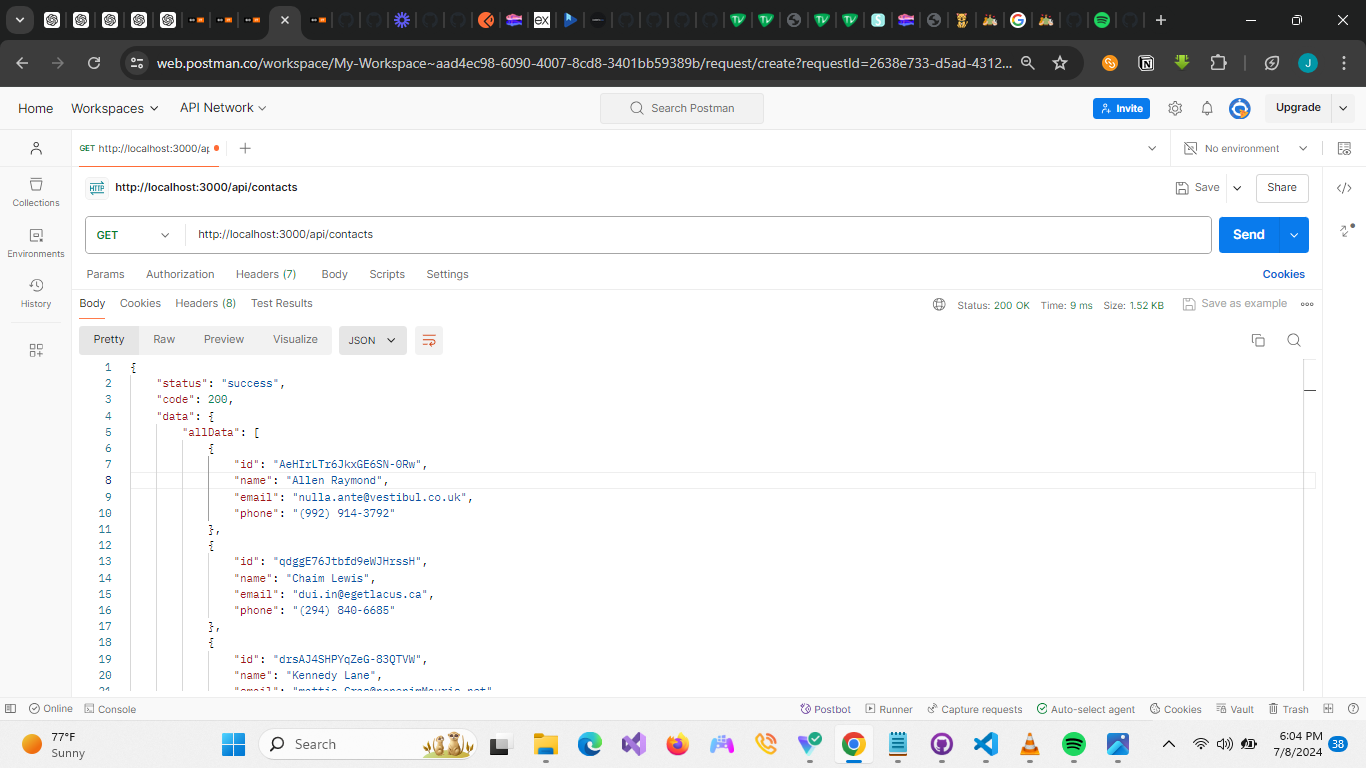 web.postman.co/workspace/My-Workspace~aad4ec98-6090-4007-8cd8-3401bb59389b/request/create?requestId=2638e733-d5ad-4312...
J
Home Workspaces API Network Search Postman Invite Upgrade
GET http://localhost:3000/ap No environment
HTTP http://localhost:3000/api/contacts Save Share
Collections
Environments
History
GET http://localhost:3000/api/contacts Send
Params Authorization Headers (7) Body Scripts Settings Cookies
Body Cookies Headers (8) Test Results Status: 200 OK Time: 9 ms Size: 1.52 KB Save as example
Pretty Raw Preview Visualize JSON
1 {
2 "status": "success",
3 "code": 200,
4 "data": {
5 "allData": [
6 {
7 "id": "AeHIrLTr6JkxGE6SN-0Rw",
8 "name": "Allen Raymond",
9 "email": "nulla.ante@vestibul.co.uk",
10 "phone": "(992) 914-3792"
11 },
12 {
13 "id": "qdggE76Jtbfd9eWJHrssH",
14 "name": "Chaim Lewis",
15 "email": "dui.in@egetlacus.ca",
16 "phone": "(294) 840-6685"
17 },
18 {
19 "id": "drsAJ4SHPYqZeG-83QTVW",
20 "name": "Kennedy Lane",
21 "email": "mattis.Cras@nonenimMauris.net"
Online Console Postbot Runner Capture requests Auto-select agent Cookies Vault Trash
77°F
Sunny
Search
6:04 PM
7/8/2024
38